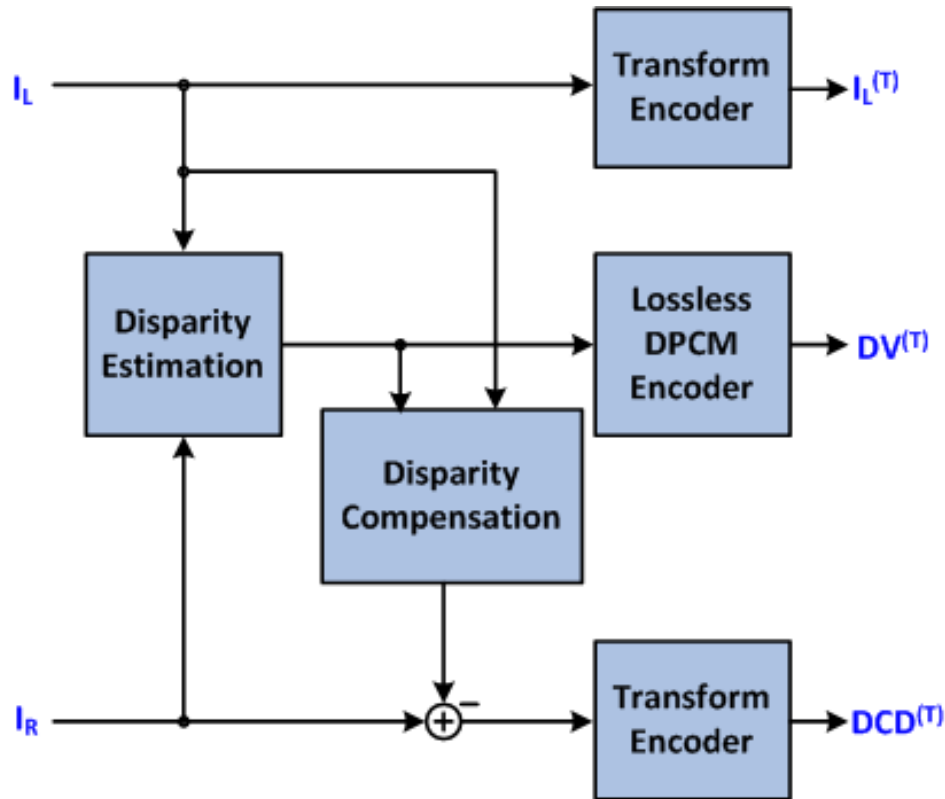 Transform
Encoder
I_L
I_L^(T)
Disparity
Estimation
Lossless
DPCM
Encoder
DV^(T)
Disparity
Compensation
−
+
I_R
Transform
Encoder
DCD^(T)